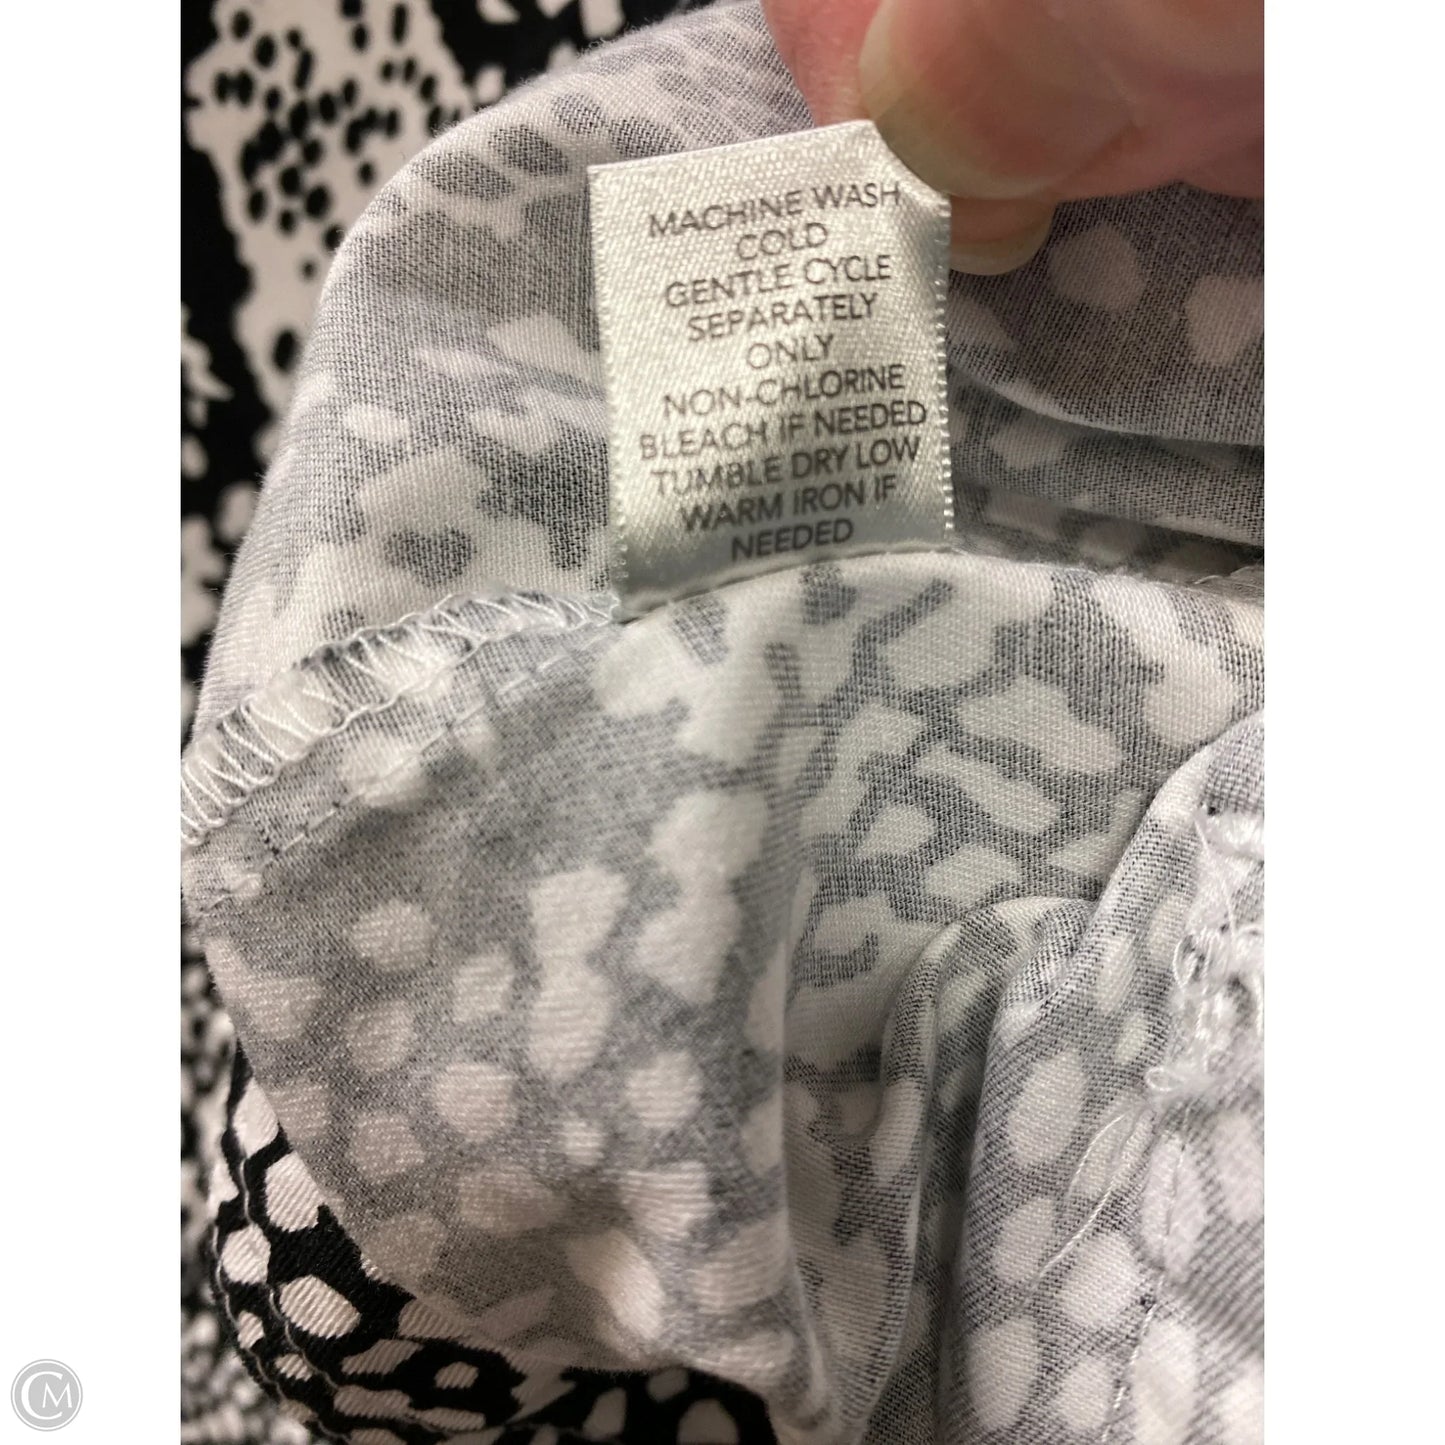 MACHINE WASH
COLD
GENTLE CYCLE
SEPARATELY
ONLY
NON-CHLORINE
BLEACH IF NEEDED
TUMBLE DRY LOW
WARM IRON IF
NEEDED
CM